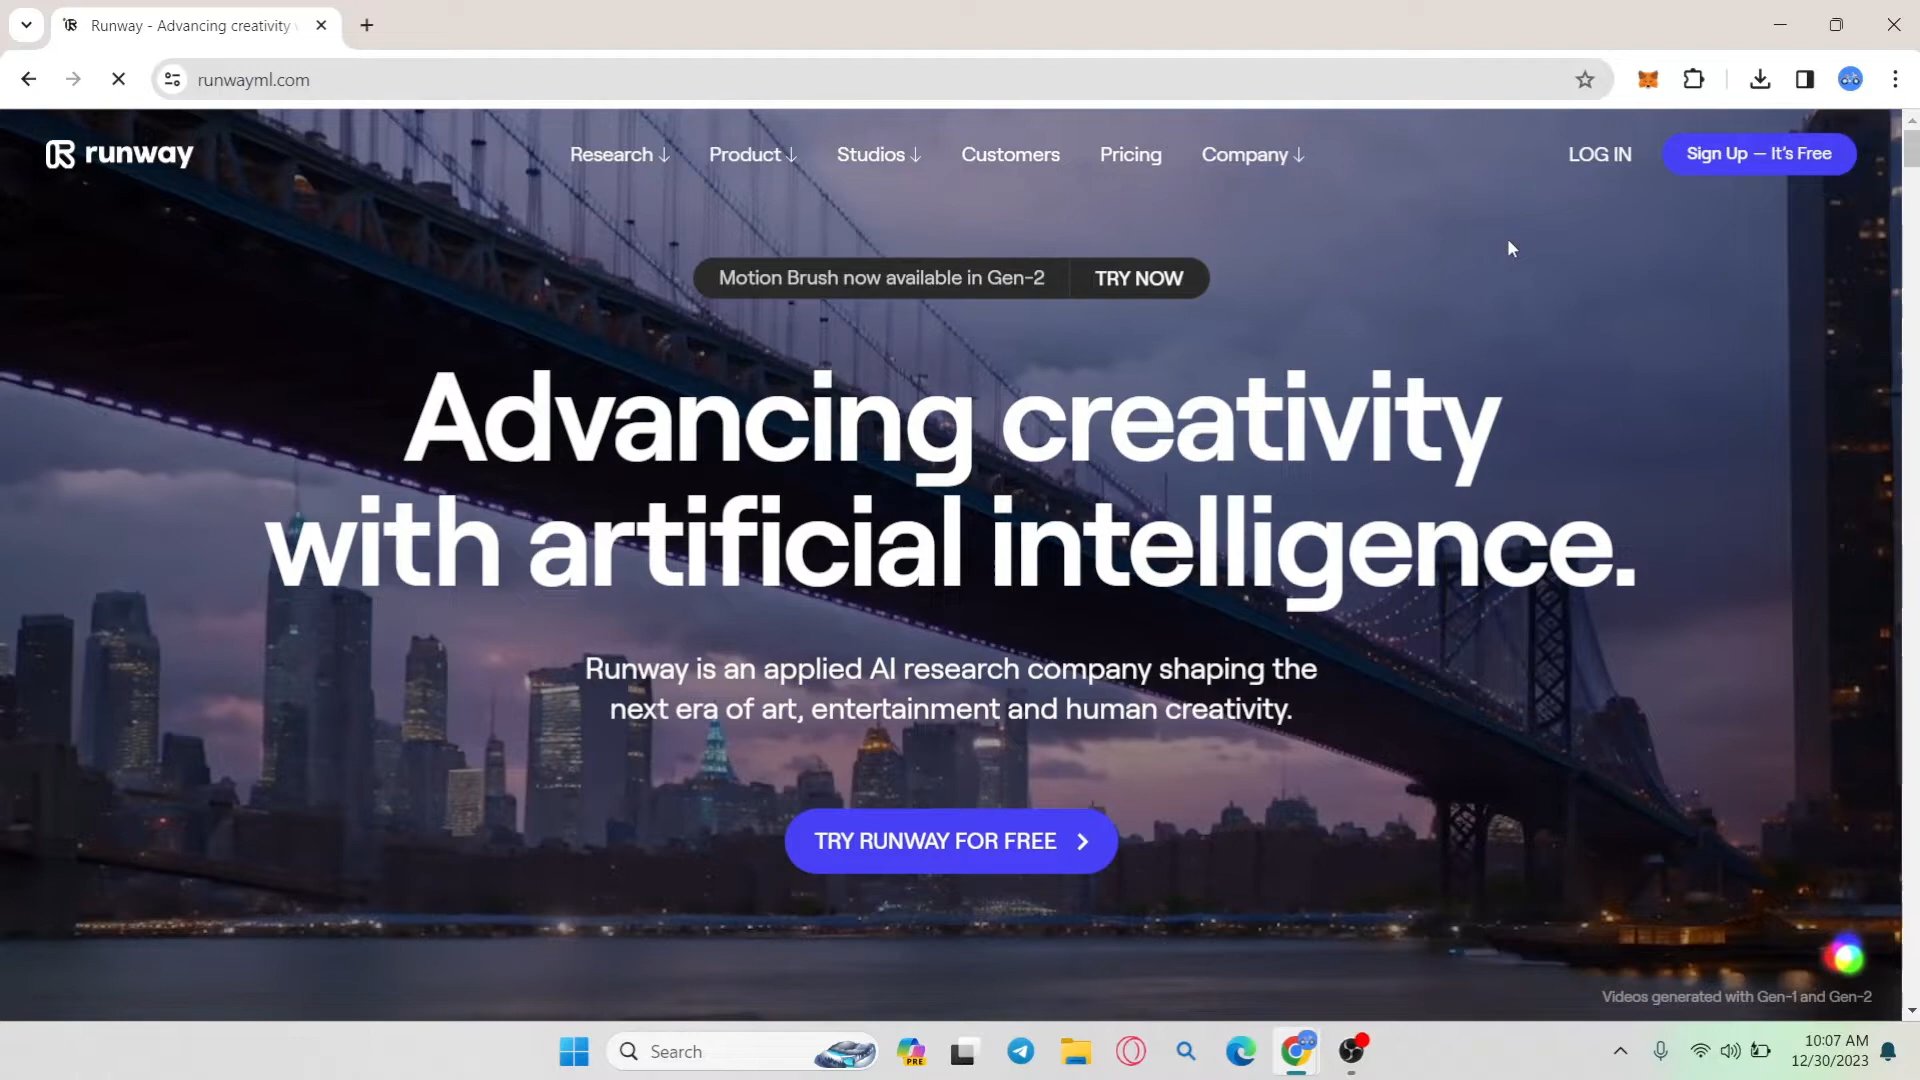 Runway - Advancing creativity
runwayml.com
runway
Research ↓ Product ↓ Studios ↓ Customers Pricing Company ↓
LOG IN
Sign Up — It's Free
Motion Brush now available in Gen-2 TRY NOW
Advancing creativity
with artificial intelligence.
Runway is an applied AI research company shaping the
next era of art, entertainment and human creativity.
TRY RUNWAY FOR FREE
Videos generated with Gen-1 and Gen-2
Search
PRE
10:07 AM
12/30/2023